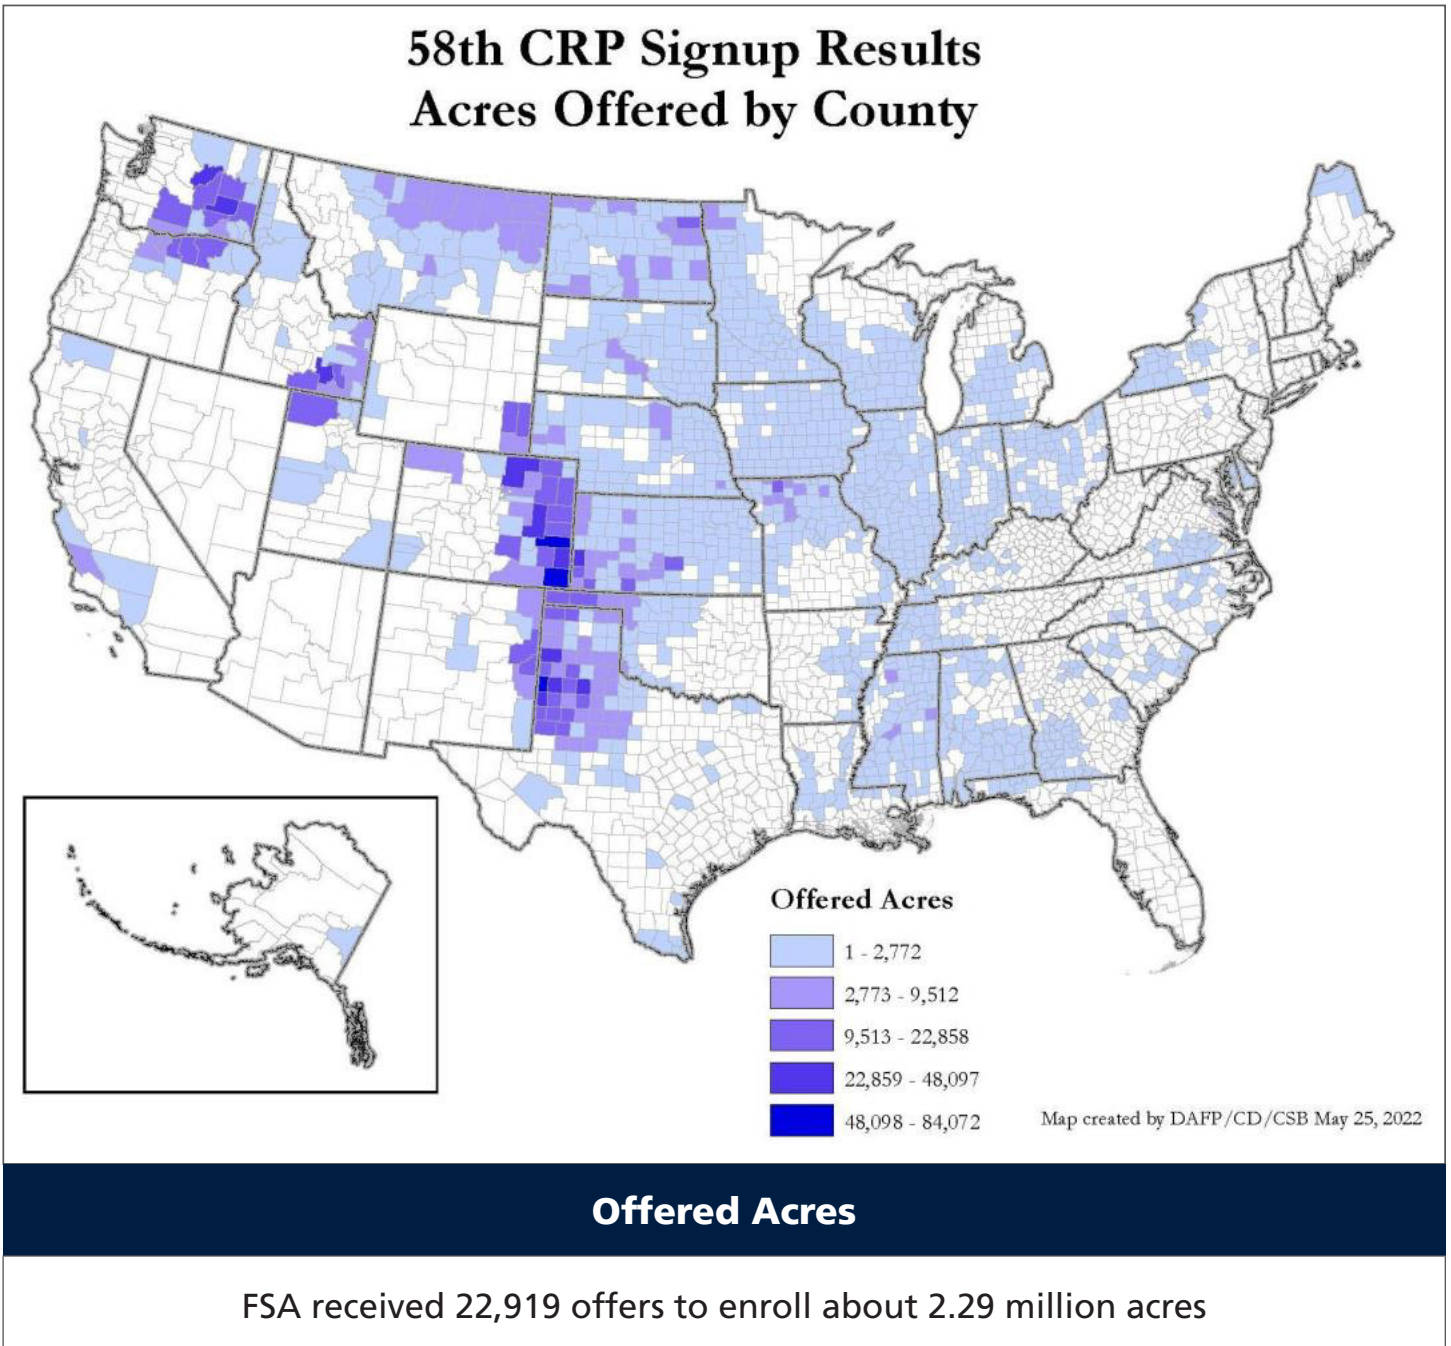 58th CRP Signup Results
Acres Offered by County
Offered Acres
1 - 2,772
2,773 - 9,512
9,513 - 22,858
22,859 - 48,097
48,098 - 84,072
Map created by DAFP/CD/CSB May 25, 2022
Offered Acres
FSA received 22,919 offers to enroll about 2.29 million acres